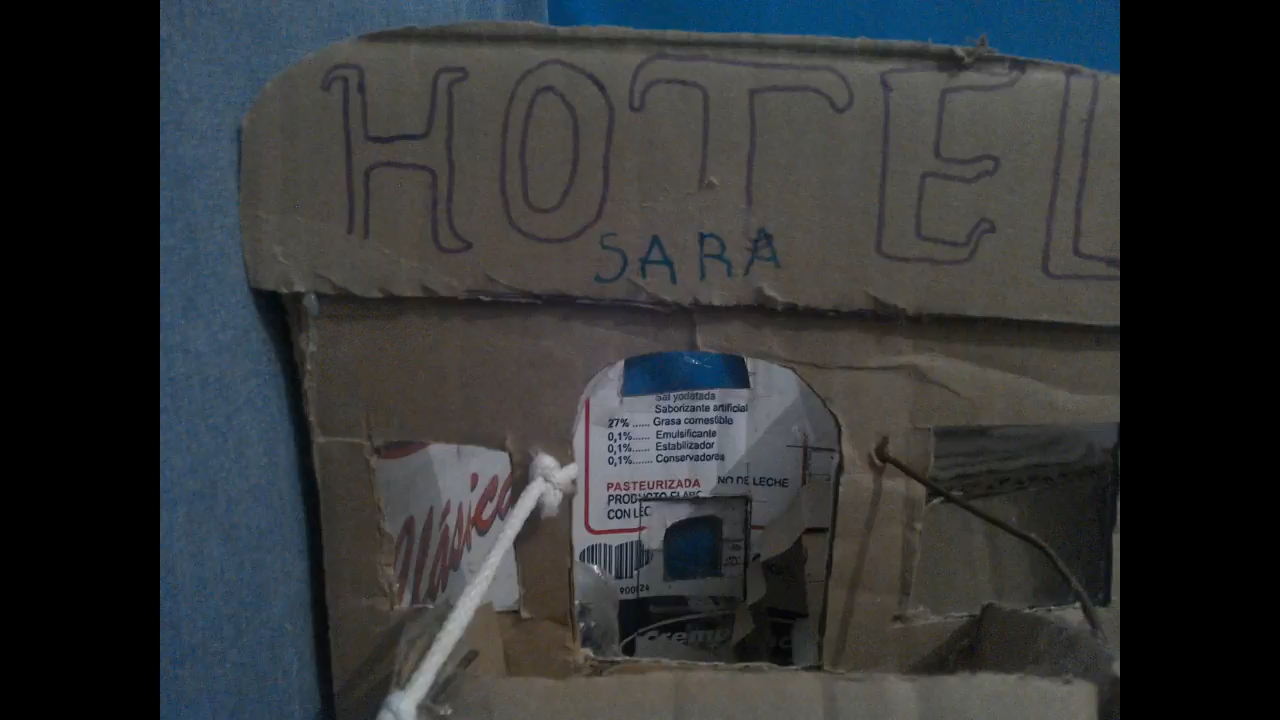 HOTEL
SARA
Sal yodatada
Saborizante artificial
27% ...... Grasa comestible
0,1%...... Emulsificante
0,1%...... Estabilizador
0,1%...... Conservadores
PASTEURIZADA
NO DE LECHE
PRODUCTO
CON
Clásica